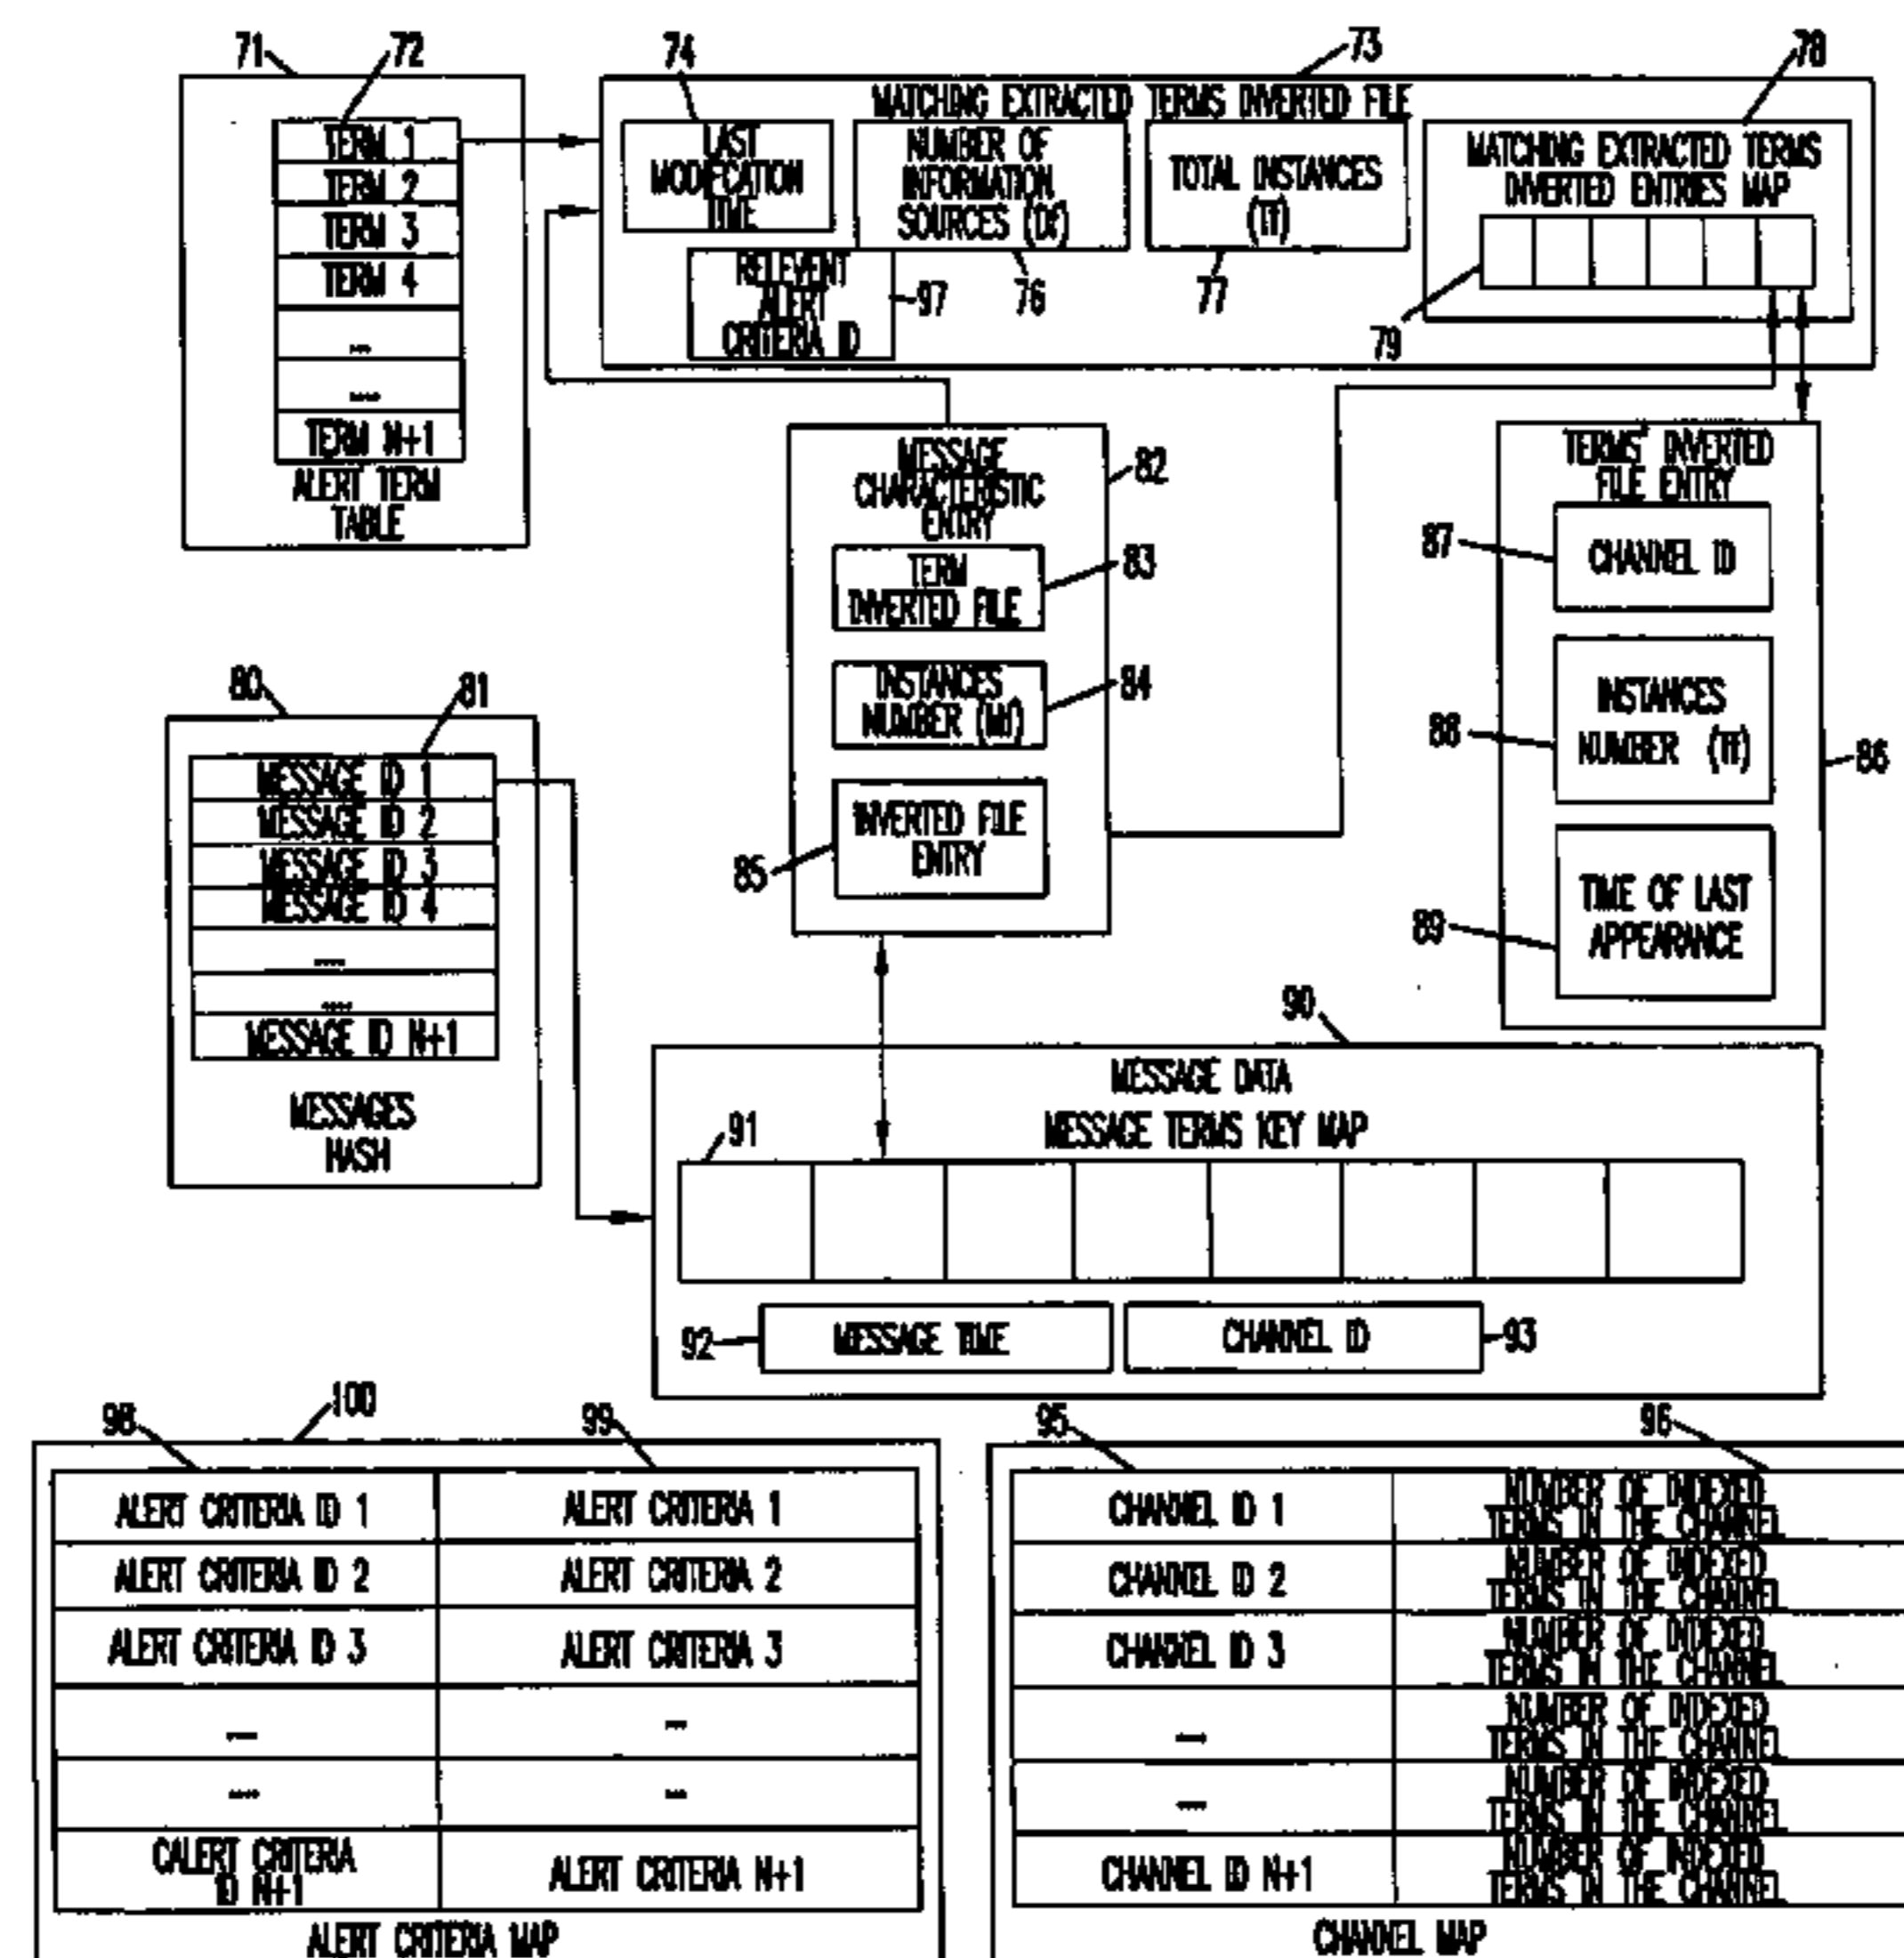 71
72
TERM 1
TERM 2
TERM 3
TERM 4
...
....
TERM N+1
ALERT TERM
TABLE
73
MATCHING EXTRACTED TERMS INVERTED FILE
74
LAST
MODIFICATION
TIME
NUMBER OF
INFORMATION
SOURCES (Df)
76
TOTAL INSTANCES
(Tf)
77
RELEVENT
ALERT
CRITERIA ID
97
78
MATCHING EXTRACTED TERMS
INVERTED ENTRIES MAP
79
MESSAGE
CHARACTERISTIC
ENTRY
82
TERM
INVERTED FILE
83
INSTANCES
NUMBER (Mf)
84
INVERTED FILE
ENTRY
85
TERMS' INVERTED
FILE ENTRY
86
CHANNEL ID
87
INSTANCES
NUMBER (Tf)
88
TIME OF LAST
APPEARANCE
89
80
81
MESSAGE ID 1
MESSAGE ID 2
MESSAGE ID 3
MESSAGE ID 4
....
....
MESSAGE ID N+1
MESSAGES
HASH
90
MESSAGE DATA
MESSAGE TERMS KEY MAP
91
92
MESSAGE TIME
CHANNEL ID
93
98
100
99
ALERT CRITERIA ID 1 ALERT CRITERIA 1
ALERT CRITERIA ID 2 ALERT CRITERIA 2
ALERT CRITERIA ID 3 ALERT CRITERIA 3
.... ...
.... ...
CALERT CRITERIA
ID N+1
ALERT CRITERIA N+1
ALERT CRITERIA MAP
95
96
CHANNEL ID 1
NUMBER OF INDEXED
TERMS IN THE CHANNEL
CHANNEL ID 2
NUMBER OF INDEXED
TERMS IN THE CHANNEL
CHANNEL ID 3
NUMBER OF INDEXED
TERMS IN THE CHANNEL
....
NUMBER OF INDEXED
TERMS IN THE CHANNEL
....
NUMBER OF INDEXED
TERMS IN THE CHANNEL
CHANNEL ID N+1
NUMBER OF INDEXED
TERMS IN THE CHANNEL
CHANNEL MAP